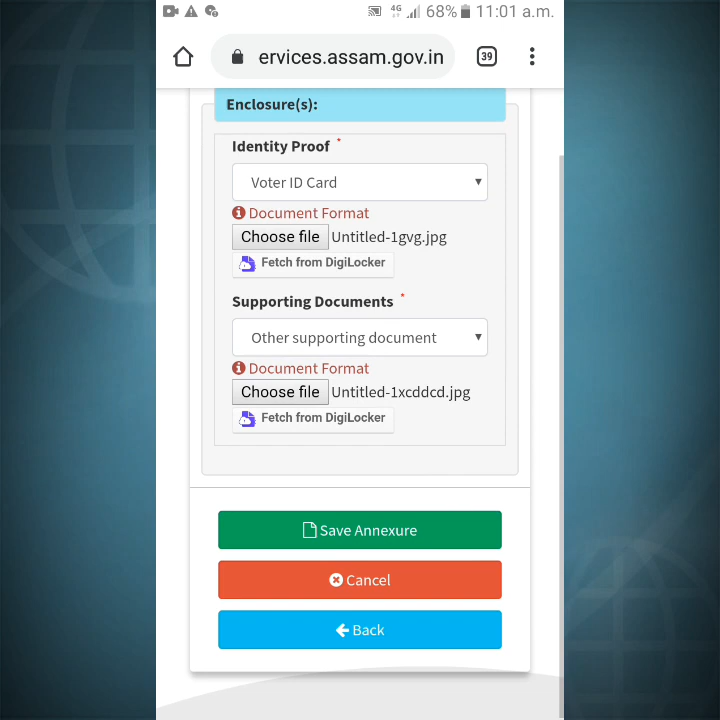 4G 68% 11:01 a.m.
ervices.assam.gov.in 39
Enclosure(s):
Identity Proof *
Voter ID Card
Document Format
Choose file Untitled-1gvg.jpg
Fetch from DigiLocker
Supporting Documents *
Other supporting document
Document Format
Choose file Untitled-1xcddcd.jpg
Fetch from DigiLocker
Save Annexure
Cancel
Back